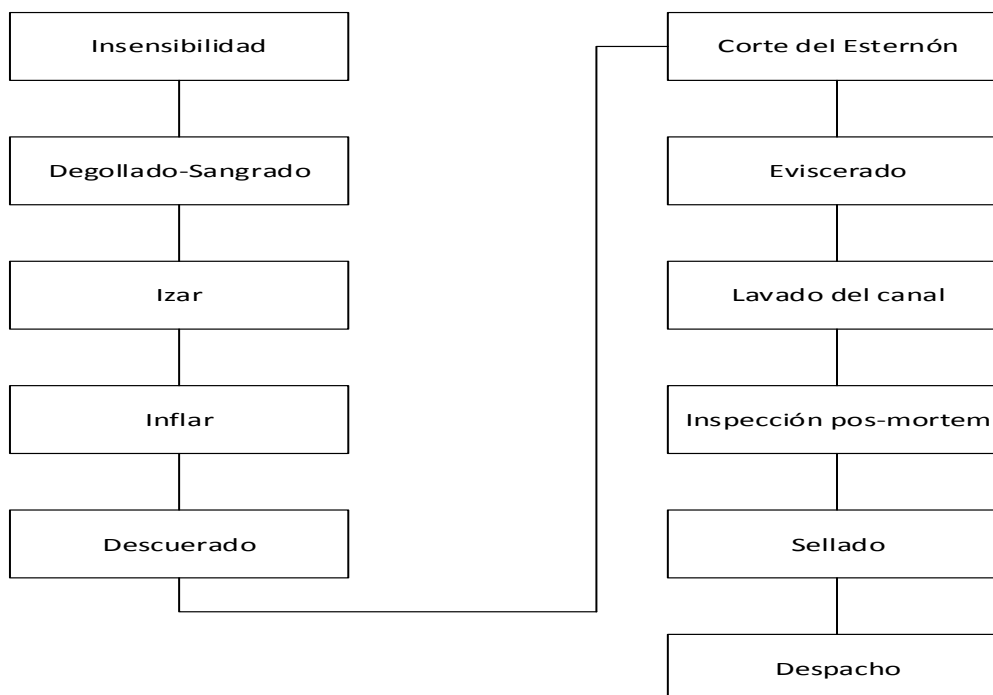 Insensibilidad
Degollado-Sangrado
Izar
Inflar
Descuerado
Corte del Esternón
Eviscerado
Lavado del canal
Inspección pos-mortem
Sellado
Despacho